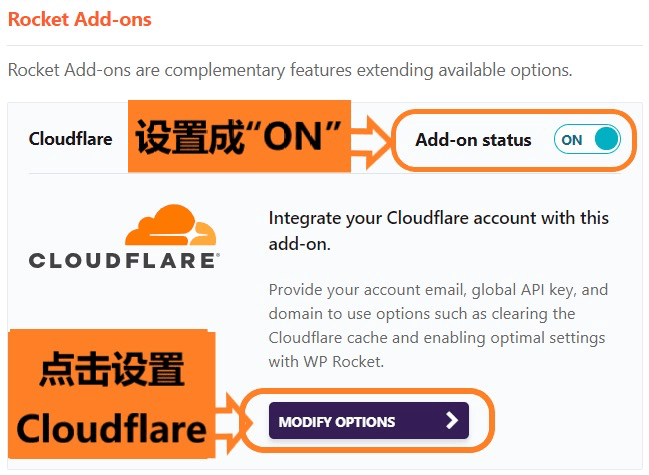 Rocket Add-ons
Rocket Add-ons are complementary features extending available options.
Cloudflare
设置成“ON”
Add-on status
ON
CLOUDFLARE®
Integrate your Cloudflare account with this
add-on.
Provide your account email, global API key, and
domain to use options such as clearing the
Cloudflare cache and enabling optimal settings
with WP Rocket.
点击设置
Cloudflare
MODIFY OPTIONS